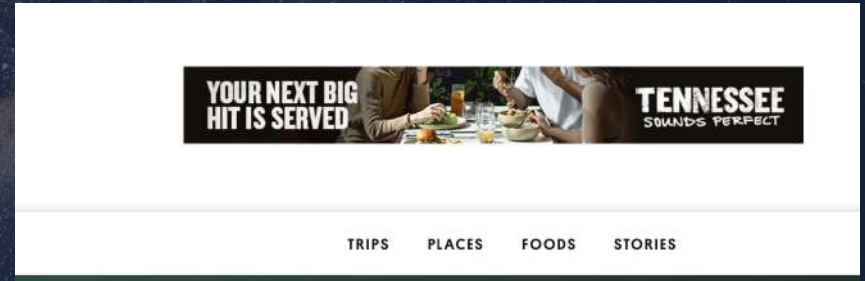 YOUR NEXT BIG
HIT IS SERVED
TENNESSEE
SOUNDS PERFECT
TRIPS PLACES FOODS STORIES